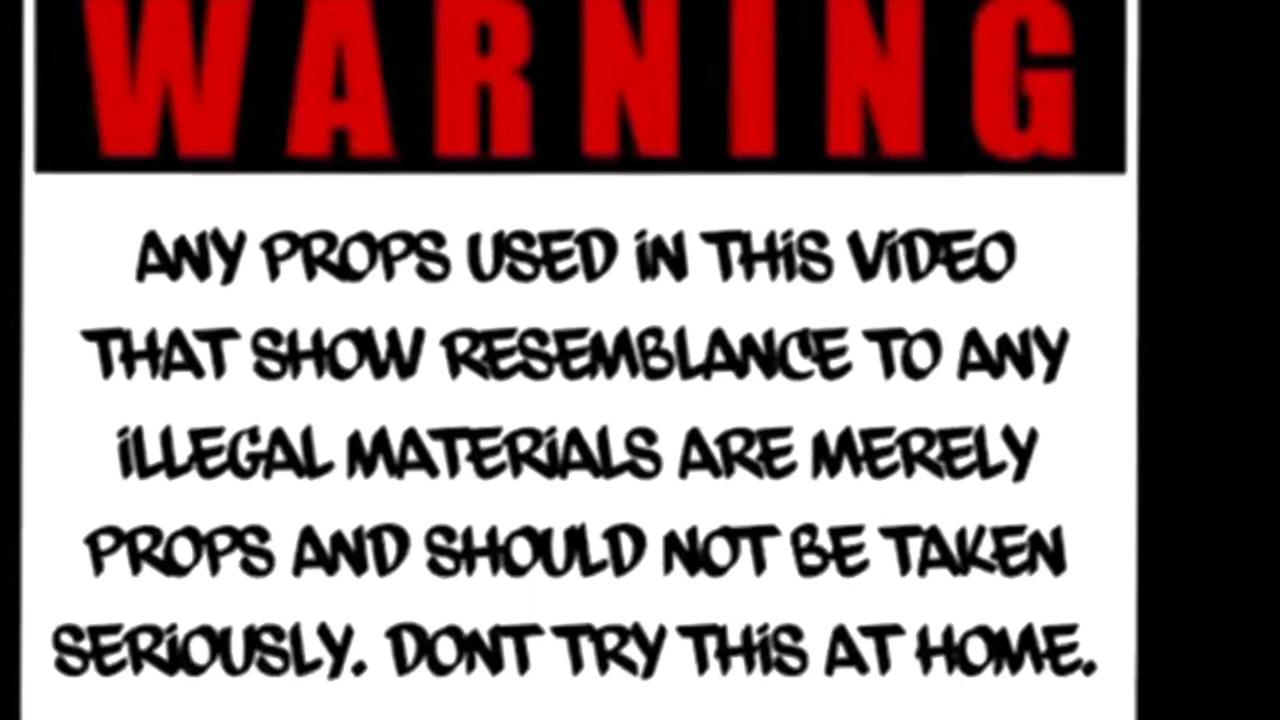 WARNING
ANY PROPS USED iN THiS ViDEO
THAT SHOW RESEMBLANCE TO ANY
iLLEGAL MATERiALS ARE MERELY
PROPS AND SHOULD NOT BE TAKEN
SERiOUSLY. DONT TRY THiS AT HOME.